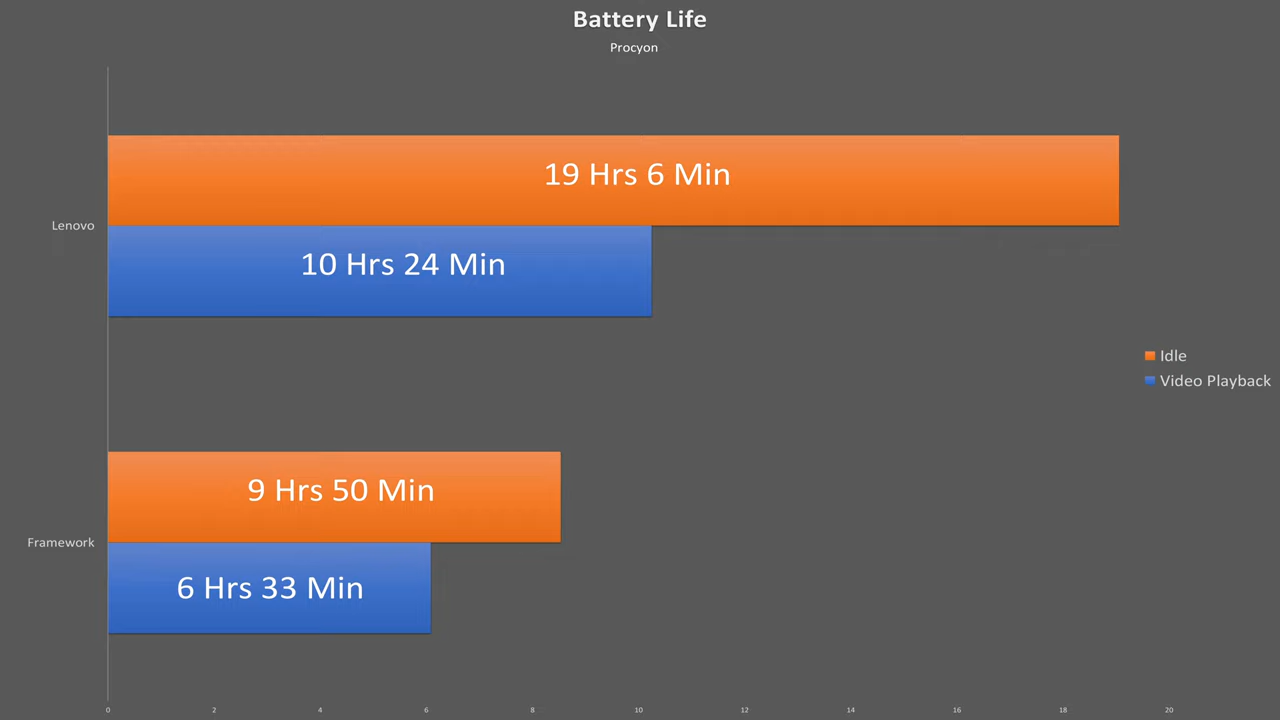 Battery Life
Procyon
19 Hrs 6 Min
Lenovo
10 Hrs 24 Min
Idle
Video Playback
9 Hrs 50 Min
Framework
6 Hrs 33 Min
0 2 4 6 8 10 12 14 16 18 20